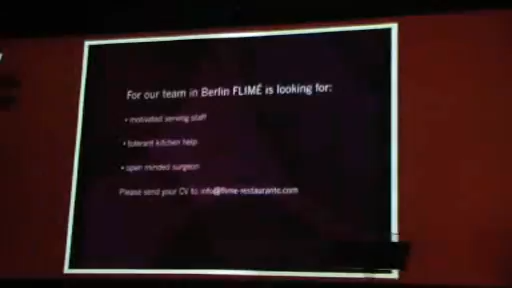 For our team in Berlin FLIMÉ is looking for:
• motivated serving staff
• tolerant kitchen help
• open minded surgeon
Please send your CV to info@flime-restaurante.com